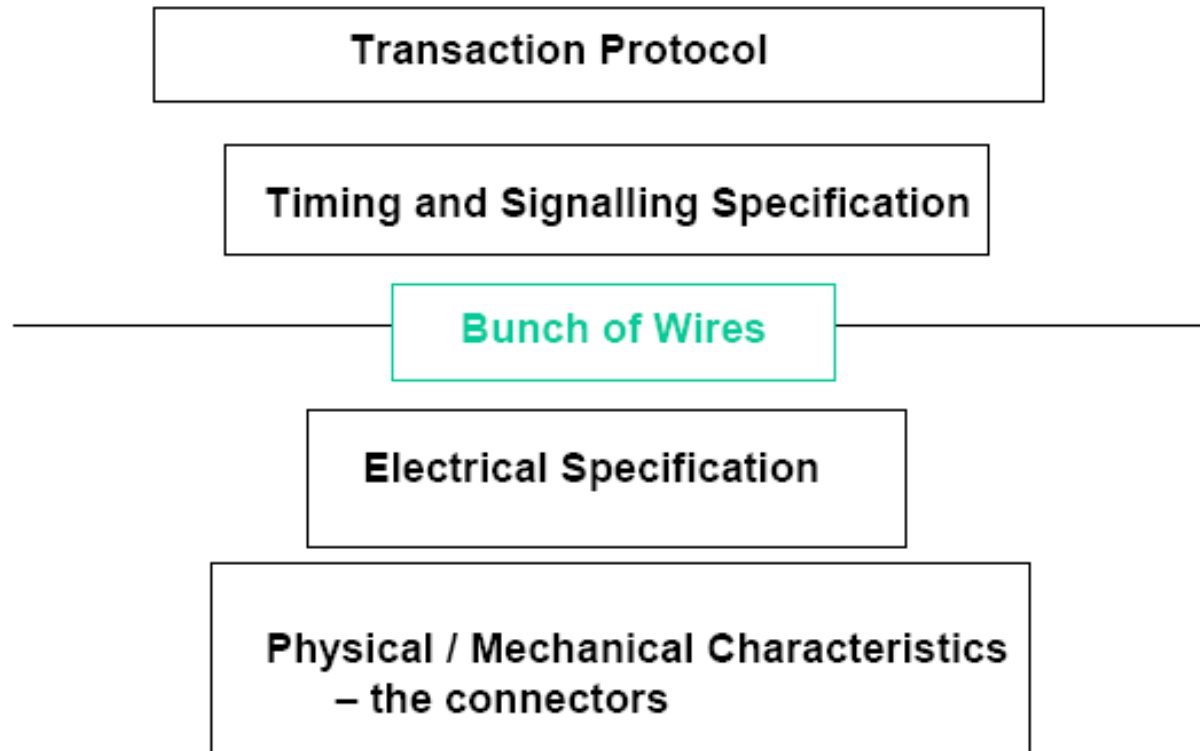 Transaction Protocol
Timing and Signalling Specification
Bunch of Wires
Electrical Specification
Physical / Mechanical Characteristics
– the connectors